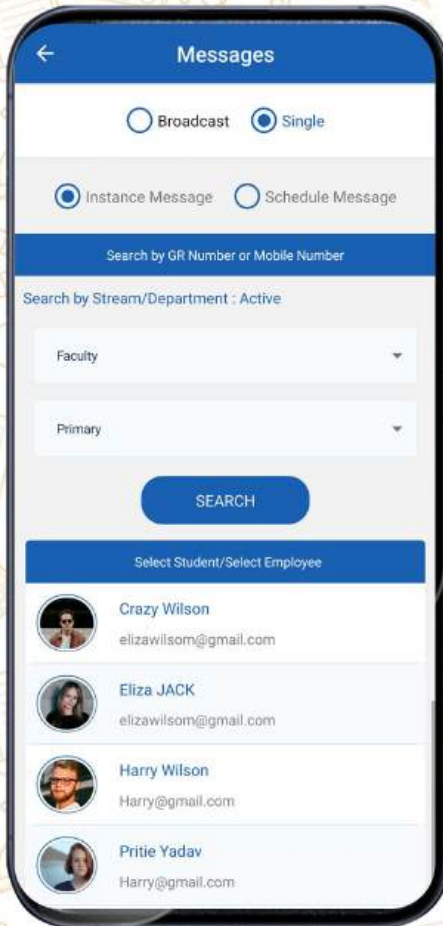 Messages
Broadcast Single
Instance Message Schedule Message
Search by GR Number or Mobile Number
Search by Stream/Department : Active
Faculty
Primary
SEARCH
Select Student/Select Employee
Crazy Wilson
elizawilsom@gmail.com
Eliza JACK
elizawilsom@gmail.com
Harry Wilson
Harry@gmail.com
Pritie Yadav
Harry@gmail.com